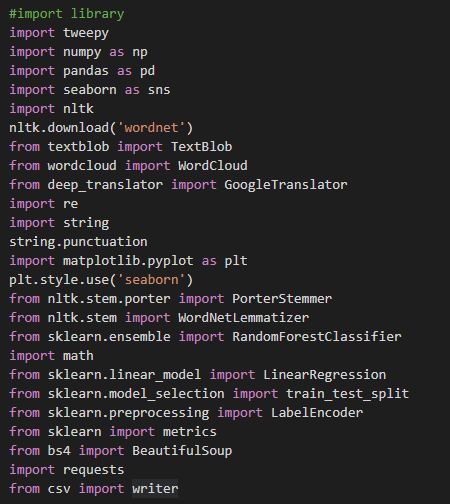 #import library
import tweepy
import numpy as np
import pandas as pd
import seaborn as sns
import nltk
nltk.download('wordnet')
from textblob import TextBlob
from wordcloud import WordCloud
from deep_translator import GoogleTranslator
import re
import string
string.punctuation
import matplotlib.pyplot as plt
plt.style.use('seaborn')
from nltk.stem.porter import PorterStemmer
from nltk.stem import WordNetLemmatizer
from sklearn.ensemble import RandomForestClassifier
import math
from sklearn.linear_model import LinearRegression
from sklearn.model_selection import train_test_split
from sklearn.preprocessing import LabelEncoder
from sklearn import metrics
from bs4 import BeautifulSoup
import requests
from csv import writer